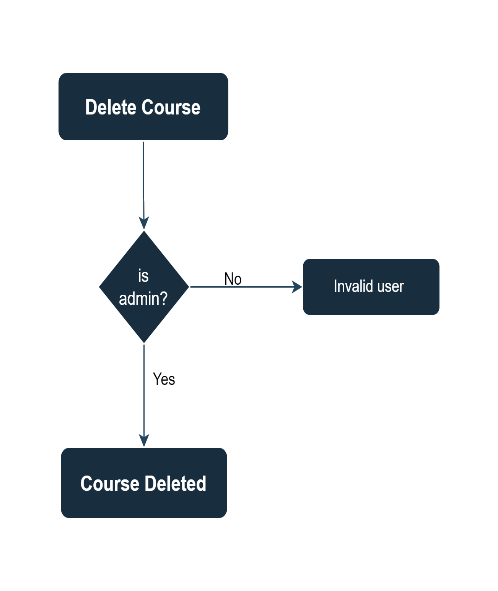 Delete Course
is
admin?
No
Invalid user
Yes
Course Deleted